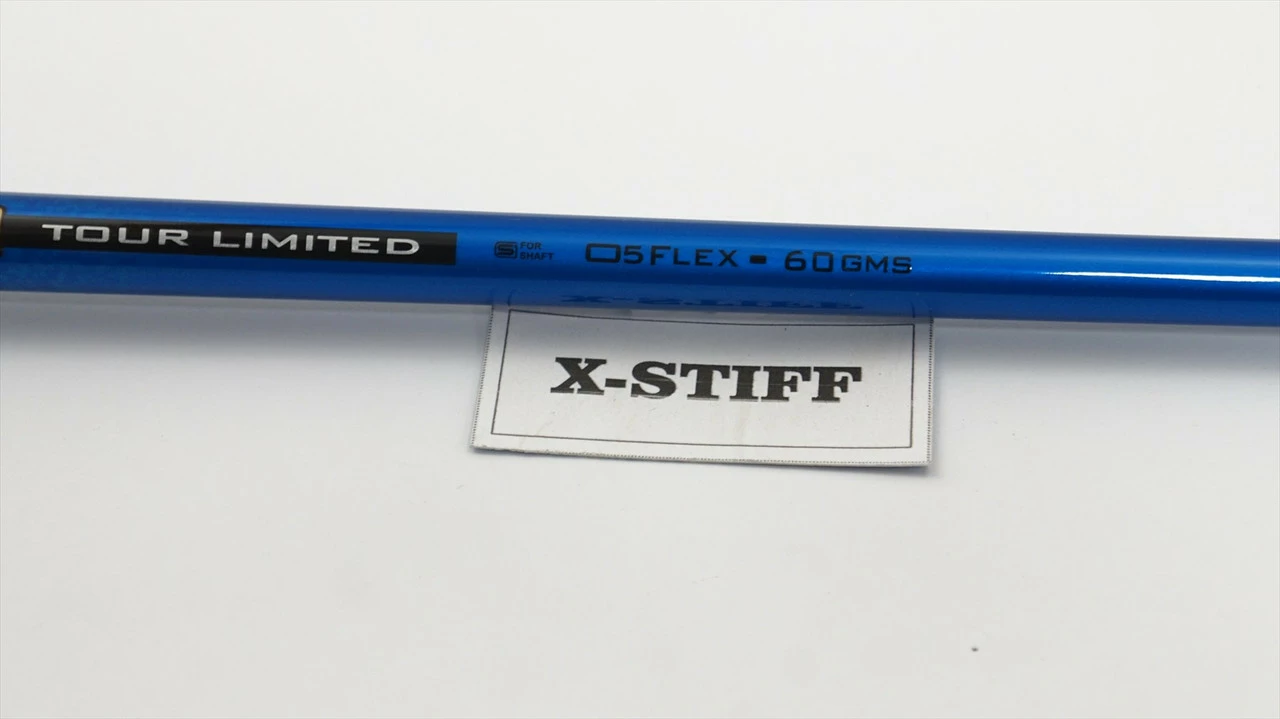 TOUR LIMITED
S FOR
SHAFT
05 FLEX - 60 GMS
X-STIFF